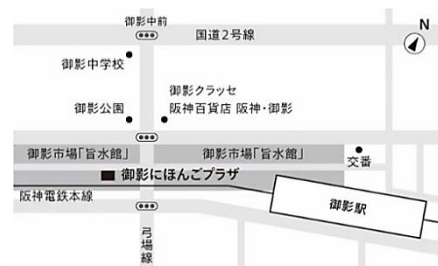 御影中前
国道2号線
N
御影中学校
御影クラッセ
阪神百貨店 阪神・御影
御影公園
御影市場「旨水館」
御影市場「旨水館」
交番
御影にほんごプラザ
阪神電鉄本線
御影駅
弓場線